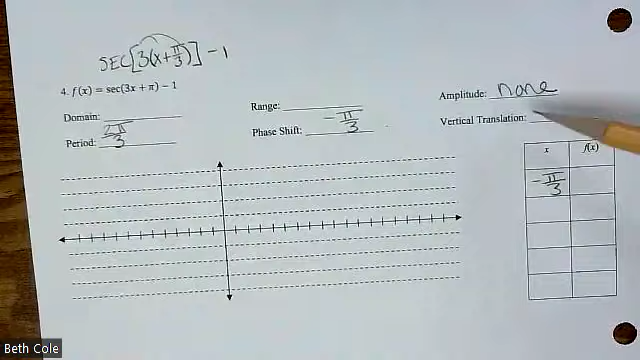 SEC[3(x+π/3)] -1
4. f(x) = sec(3x + π) − 1
Domain:
Range:
Amplitude: none
Period: 2π/3
Phase Shift: -π/3
Vertical Translation:
x f(x)
-π/3
Beth Cole